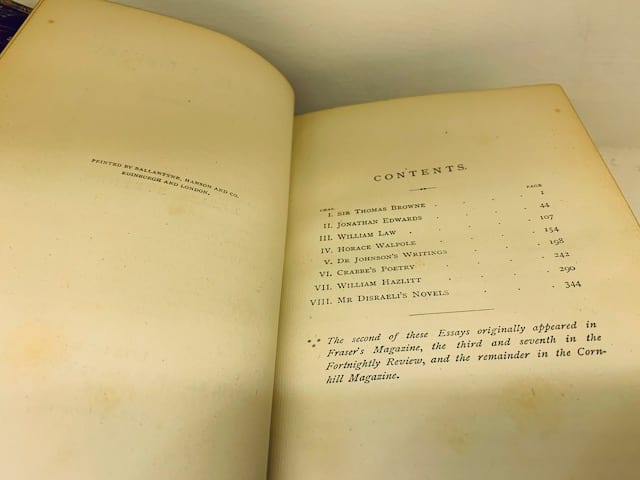 PRINTED BY BALLANTYNE, HANSON AND CO.
EDINBURGH AND LONDON.
CONTENTS.
CHAP. PAGE
I. SIR THOMAS BROWNE . . . . 1
II. JONATHAN EDWARDS . . . . 44
III. WILLIAM LAW . . . . . 107
IV. HORACE WALPOLE . . . . 154
V. DR JOHNSON'S WRITINGS . . . 198
VI. CRABBE'S POETRY . . . . 242
VII. WILLIAM HAZLITT . . . . 290
VIII. MR DISRAELI'S NOVELS . . . 344
⁂ The second of these Essays originally appeared in
Fraser's Magazine, the third and seventh in the
Fortnightly Review, and the remainder in the Corn-
hill Magazine.